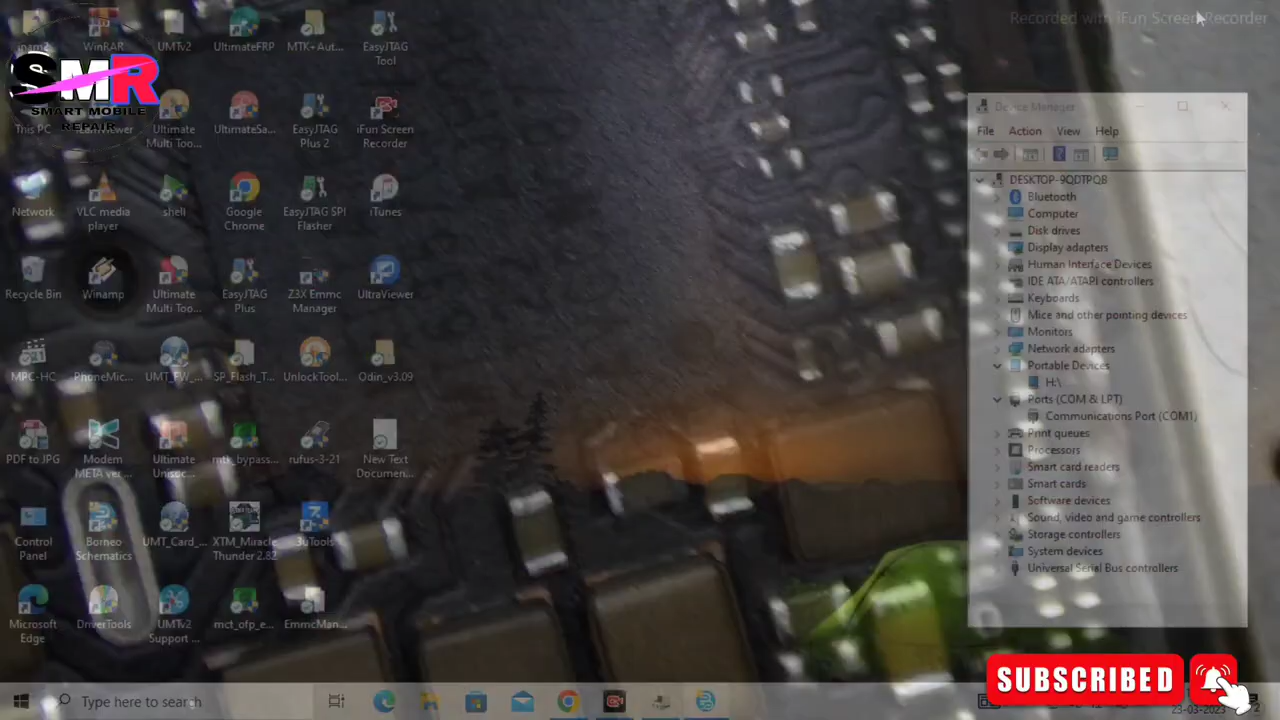 Recorded with iFun Screen Recorder
WinRAR
UMTv2
UltimateFRP
MTK+ Aut...
EasyJTAG
Tool
SMR
SMART MOBILE
REPAIR
This PC
Ultimate
Multi Too...
UltimateSa...
EasyJTAG
Plus 2
iFun Screen
Recorder
Network
VLC media
player
shell
Google
Chrome
EasyJTAG SPI
Flasher
iTunes
Recycle Bin
Winamp
Ultimate
Multi Too...
EasyJTAG
Plus
Z3X Emmc
Manager
UltraViewer
MPC-HC
PhoneMic...
UMT_FW_...
SP_Flash_T...
UnlockTool...
Odin_v3.09
PDF to JPG
Modem
META ver ...
Ultimate
Unisoc...
mtk_bypass...
rufus-3-21
New Text
Documen...
Control
Panel
Borneo
Schematics
UMT_Card_...
XTM_Miracle
Thunder 2.82
3uTools
Microsoft
Edge
DriverTools
UMTv2
Support ...
mct_ofp_e...
EmmcMan...
Device Manager
File Action View Help
DESKTOP-9QDTPQB
Bluetooth
Computer
Disk drives
Display adapters
Human Interface Devices
IDE ATA/ATAPI controllers
Keyboards
Mice and other pointing devices
Monitors
Network adapters
Portable Devices
H:\
Ports (COM & LPT)
Communications Port (COM1)
Print queues
Processors
Smart card readers
Smart cards
Software devices
Sound, video and game controllers
Storage controllers
System devices
Universal Serial Bus controllers
SUBSCRIBED
Type here to search
23-03-2023